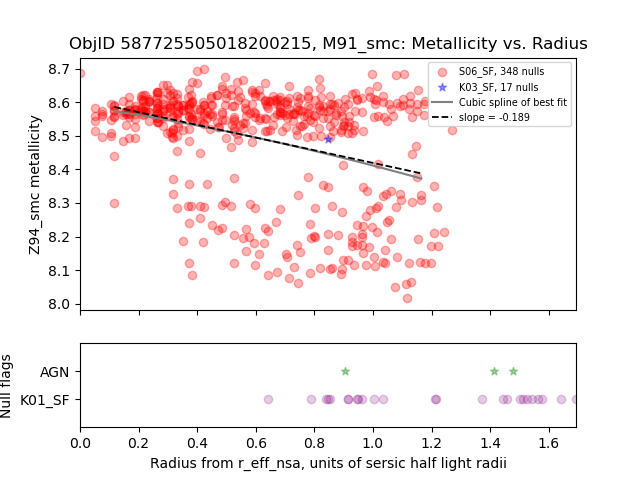 ObjID 587725505018200215, M91_smc: Metallicity vs. Radius
S06_SF, 348 nulls
K03_SF, 17 nulls
Cubic spline of best fit
slope = -0.189
Z94_smc metallicity
8.7
8.6
8.5
8.4
8.3
8.2
8.1
8.0
Null flags
AGN
K01_SF
0.0 0.2 0.4 0.6 0.8 1.0 1.2 1.4 1.6
Radius from r_eff_nsa, units of sersic half light radii